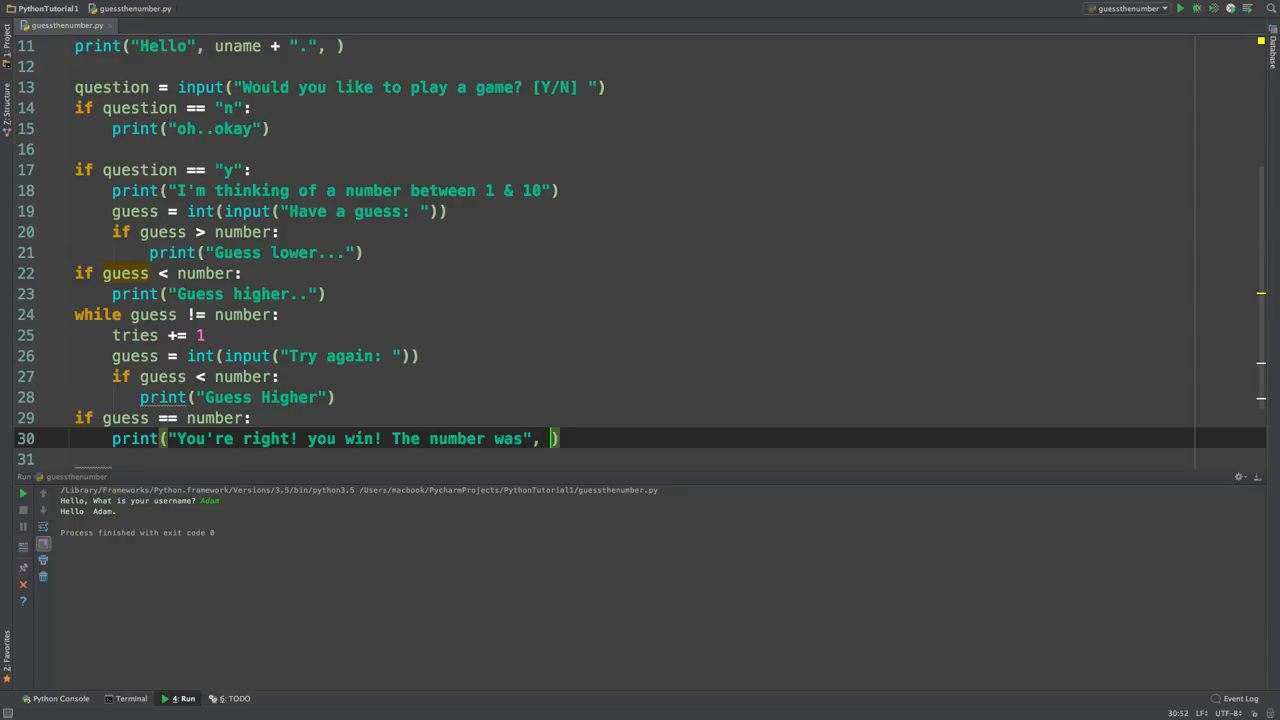 PythonTutorial1 guessthenumber.py
guessthenumber
guessthenumber.py
1: Project
Z: Structure
2: Favorites
Database
11 print("Hello", uname + ".", )
12
13 question = input("Would you like to play a game? [Y/N] ")
14 if question == "n":
15 print("oh..okay")
16
17 if question == "y":
18 print("I'm thinking of a number between 1 & 10")
19 guess = int(input("Have a guess: "))
20 if guess > number:
21 print("Guess lower...")
22 if guess < number:
23 print("Guess higher..")
24 while guess != number:
25 tries += 1
26 guess = int(input("Try again: "))
27 if guess < number:
28 print("Guess Higher")
29 if guess == number:
30 print("You're right! you win! The number was", )
31
Run guessthenumber
/Library/Frameworks/Python.framework/Versions/3.5/bin/python3.5 /Users/macbook/PycharmProjects/PythonTutorial1/guessthenumber.py
Hello, What is your username? Adam
Hello  Adam.
Process finished with exit code 0
Python Console Terminal 4: Run 6: TODO Event Log
30:52 LF÷ UTF-8÷